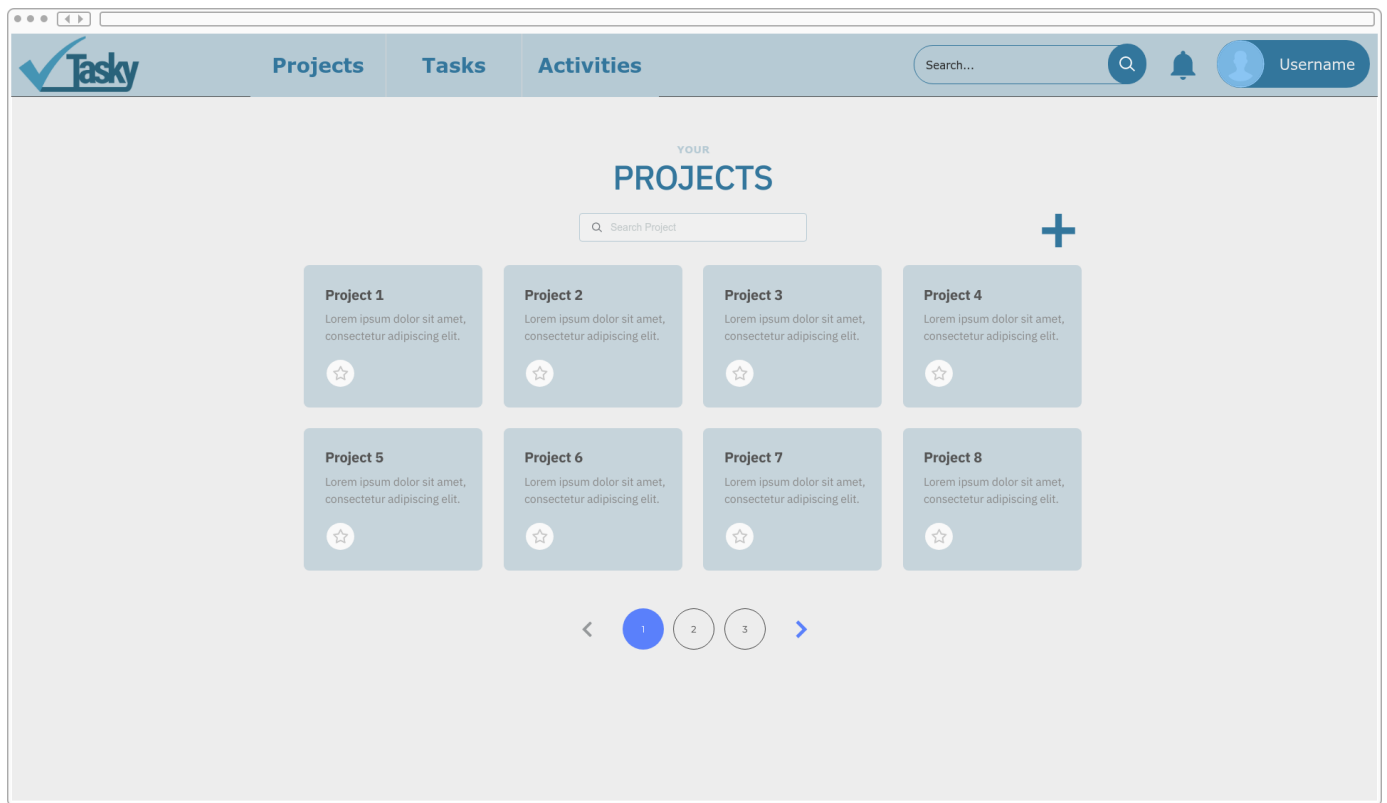 Tasky
Projects Tasks Activities Search... Username
YOUR
PROJECTS
Search Project
Project 1 Project 2 Project 3 Project 4
Lorem ipsum dolor sit amet, Lorem ipsum dolor sit amet, Lorem ipsum dolor sit amet, Lorem ipsum dolor sit amet,
consectetur adipiscing elit. consectetur adipiscing elit. consectetur adipiscing elit. consectetur adipiscing elit.
Project 5 Project 6 Project 7 Project 8
Lorem ipsum dolor sit amet, Lorem ipsum dolor sit amet, Lorem ipsum dolor sit amet, Lorem ipsum dolor sit amet,
consectetur adipiscing elit. consectetur adipiscing elit. consectetur adipiscing elit. consectetur adipiscing elit.
1 2 3